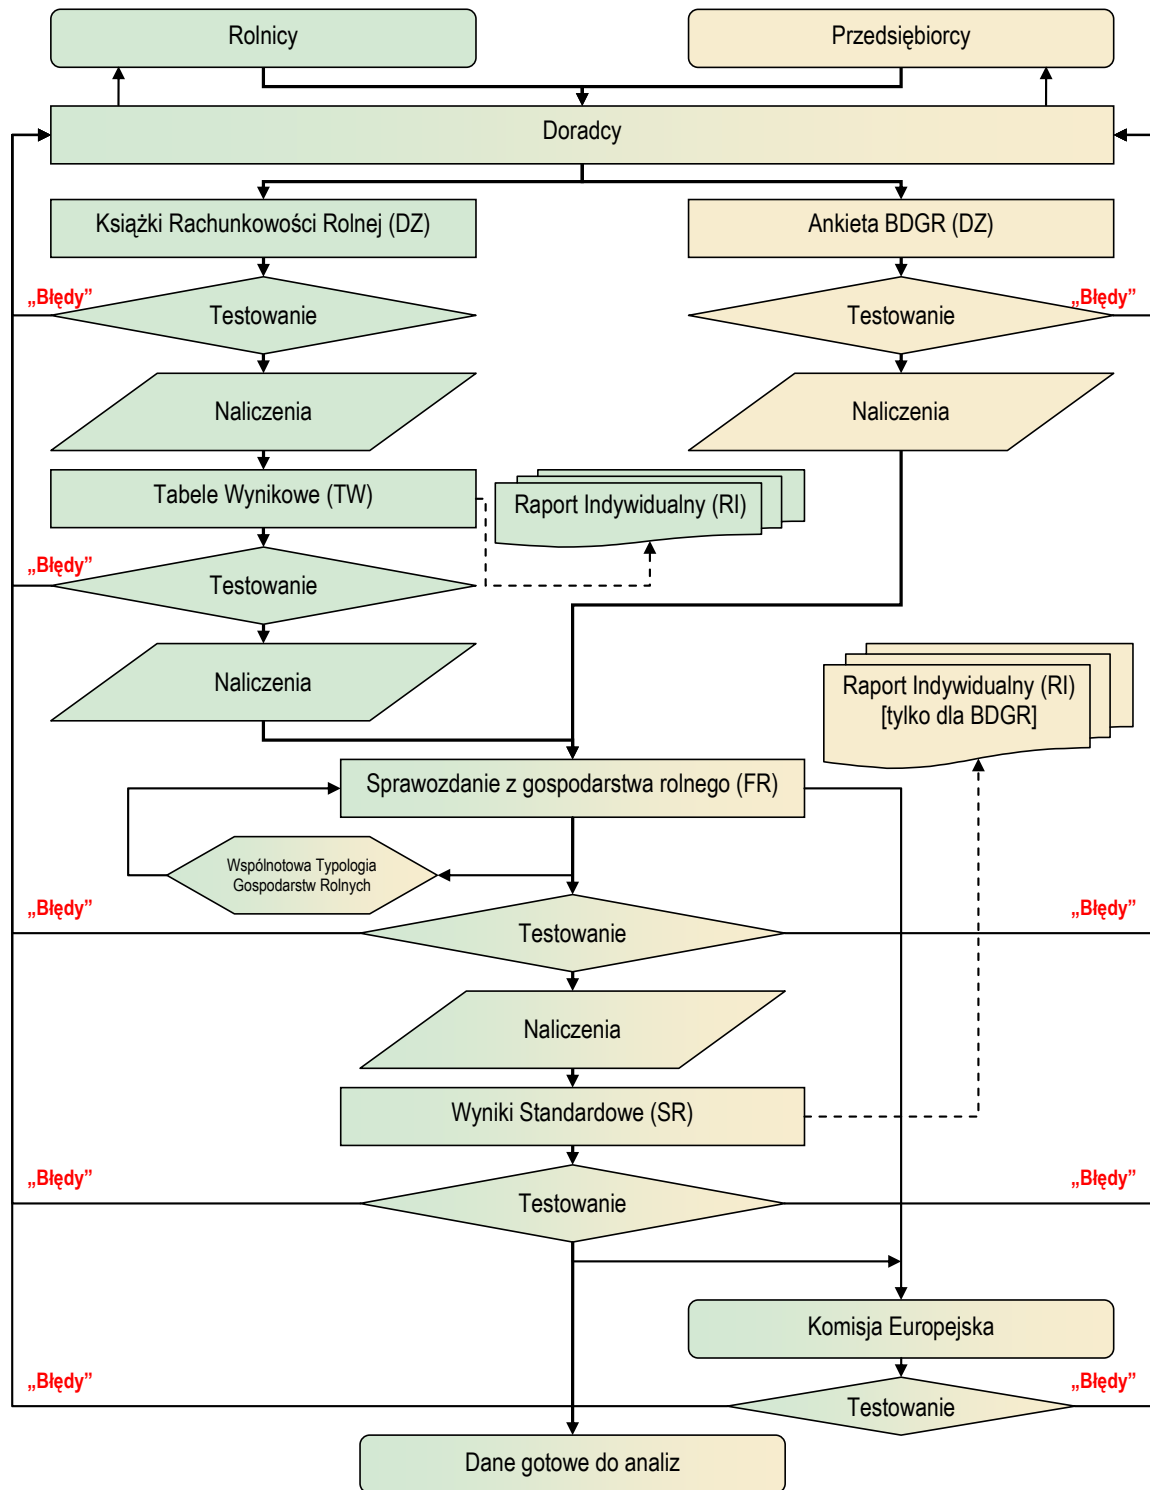 Rolnicy
Przedsiębiorcy
Doradcy
Książki Rachunkowości Rolnej (DZ)
Ankieta BDGR (DZ)
„Błędy”
Testowanie
Testowanie
„Błędy”
Naliczenia
Naliczenia
Tabele Wynikowe (TW)
Raport Indywidualny (RI)
„Błędy”
Testowanie
Naliczenia
Raport Indywidualny (RI)
[tylko dla BDGR]
Sprawozdanie z gospodarstwa rolnego (FR)
Wspólnotowa Typologia
Gospodarstw Rolnych
„Błędy”
Testowanie
„Błędy”
Naliczenia
Wyniki Standardowe (SR)
„Błędy”
Testowanie
„Błędy”
Komisja Europejska
„Błędy”
Testowanie
„Błędy”
Dane gotowe do analiz